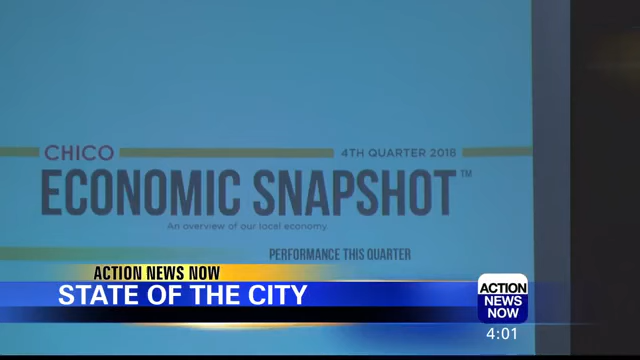 CHICO
4TH QUARTER 2018
ECONOMIC SNAPSHOT™
An overview of our local economy.
PERFORMANCE THIS QUARTER
ACTION NEWS NOW
STATE OF THE CITY
ACTION
NEWS
NOW
4:01